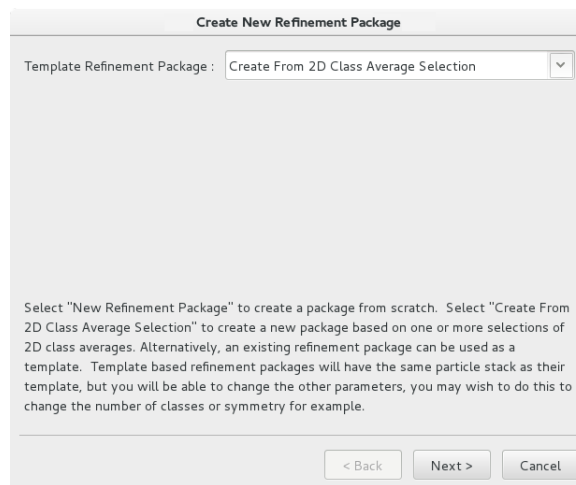 Create New Refinement Package
Template Refinement Package : Create From 2D Class Average Selection
Select "New Refinement Package" to create a package from scratch.  Select "Create From
2D Class Average Selection" to create a new package based on one or more selections of
2D class averages. Alternatively, an existing refinement package can be used as a
template.  Template based refinement packages will have the same particle stack as their
template, but you will be able to change the other parameters, you may wish to do this to
change the number of classes or symmetry for example.
< Back Next > Cancel